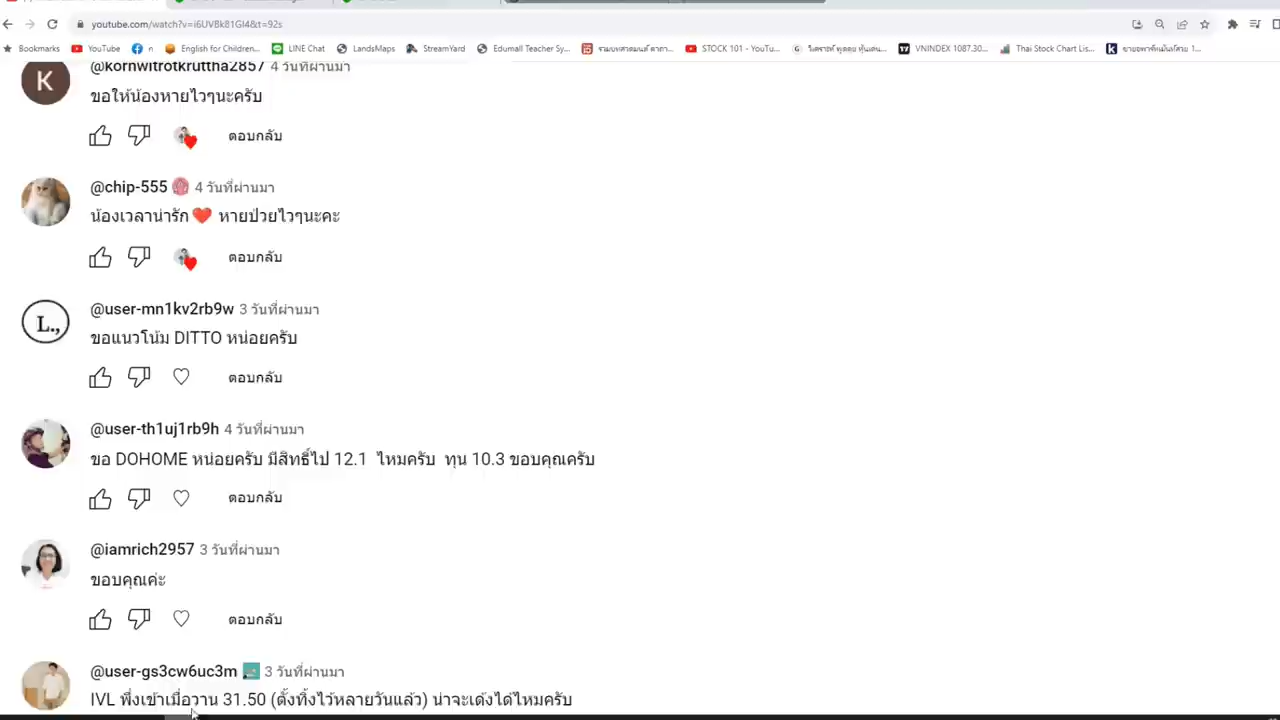 youtube.com/watch?v=i6UVBk81GI4&t=92s
Bookmarks YouTube n English for Children... LINE Chat LandsMaps StreamYard Edumall Teacher Sy... STOCK 101 - YouTu... VNINDEX 1087.30... Thai Stock Chart Lis...
@kornwitrotkruttha2857 4 วันที่ผ่านมา
ขอให้น้องหายไวๆนะครับ
ตอบกลับ
@chip-555 4 วันที่ผ่านมา
น้องเวลาน่ารัก❤️ หายป่วยไวๆนะคะ
ตอบกลับ
L.,
@user-mn1kv2rb9w 3 วันที่ผ่านมา
ขอแนวโน้ม DITTO หน่อยครับ
ตอบกลับ
@user-th1uj1rb9h 4 วันที่ผ่านมา
ขอ DOHOME หน่อยครับ มีสิทธิ์ไป 12.1 ไหมครับ ทุน 10.3 ขอบคุณครับ
ตอบกลับ
@iamrich2957 3 วันที่ผ่านมา
ขอบคุณค่ะ
ตอบกลับ
@user-gs3cw6uc3m 3 วันที่ผ่านมา
IVL พึ่งเข้าเมื่อวาน 31.50 (ตั้งทิ้งไว้หลายวันแล้ว) น่าจะเด้งได้ไหมครับ
K